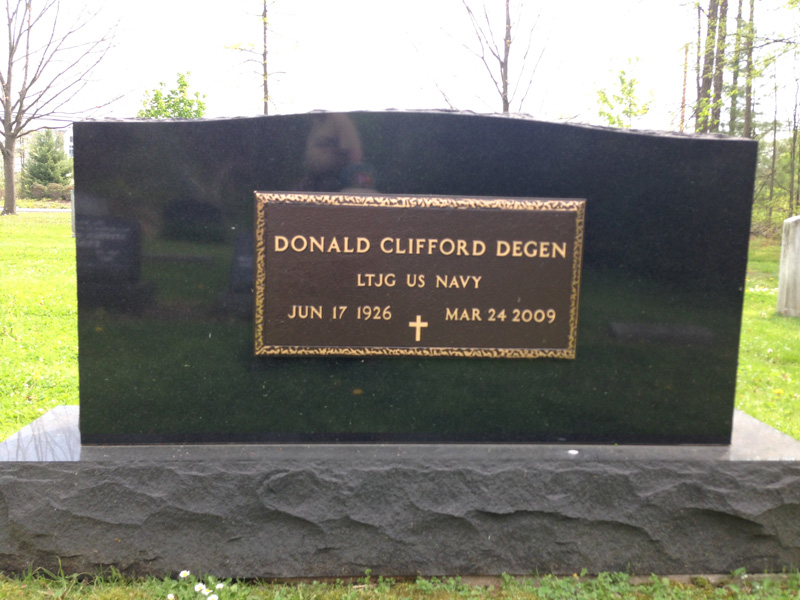 DONALD CLIFFORD DEGEN
LTJG US NAVY
JUN 17 1926 MAR 24 2009